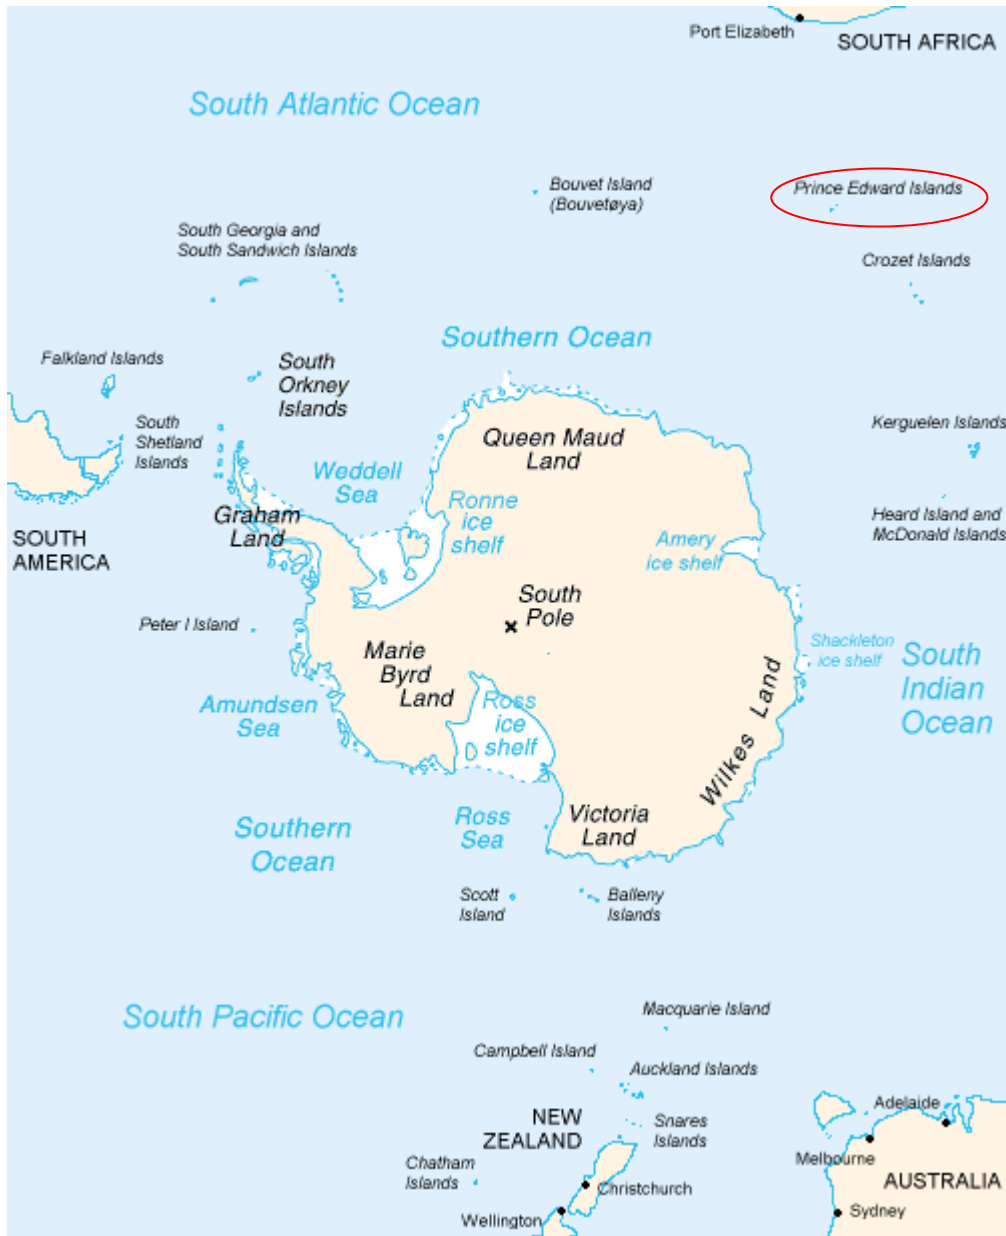 Port Elizabeth
SOUTH AFRICA
South Atlantic Ocean
Bouvet Island
(Bouvetøya)
Prince Edward Islands
South Georgia and
South Sandwich Islands
Crozet Islands
Southern Ocean
Falkland Islands
South
Orkney
Islands
South
Shetland
Islands
Queen Maud
Land
Kerguelen Islands
Weddell
Sea
Ronne
ice
shelf
Graham
Land
Heard Island and
McDonald Islands
SOUTH
AMERICA
Amery
ice shelf
South
Pole
Peter I Island
Marie
Byrd
Land
Shackleton
ice shelf
South
Indian
Ocean
Amundsen
Sea
Ross
ice
shelf
Wilkes Land
Southern
Ocean
Ross
Sea
Victoria
Land
Scott
Island
Balleny
Islands
South Pacific Ocean
Macquarie Island
Campbell Island
Auckland Islands
NEW
ZEALAND
Snares
Islands
Adelaide
Melbourne
Chatham
Islands
Christchurch
AUSTRALIA
Wellington
Sydney